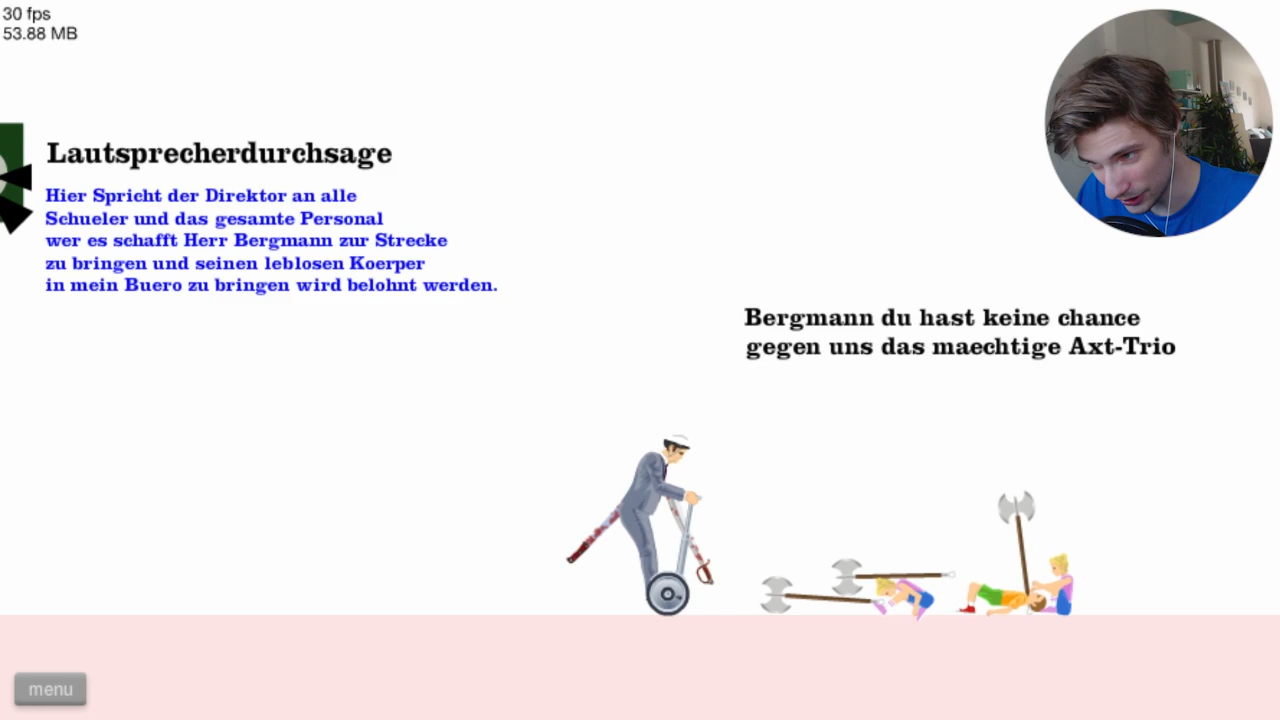 30 fps
53.88 MB
Lautsprecherdurchsage
Hier Spricht der Direktor an alle
Schueler und das gesamte Personal
wer es schafft Herr Bergmann zur Strecke
zu bringen und seinen leblosen Koerper
in mein Buero zu bringen wird belohnt werden.
Bergmann du hast keine chance
gegen uns das maechtige Axt-Trio
menu